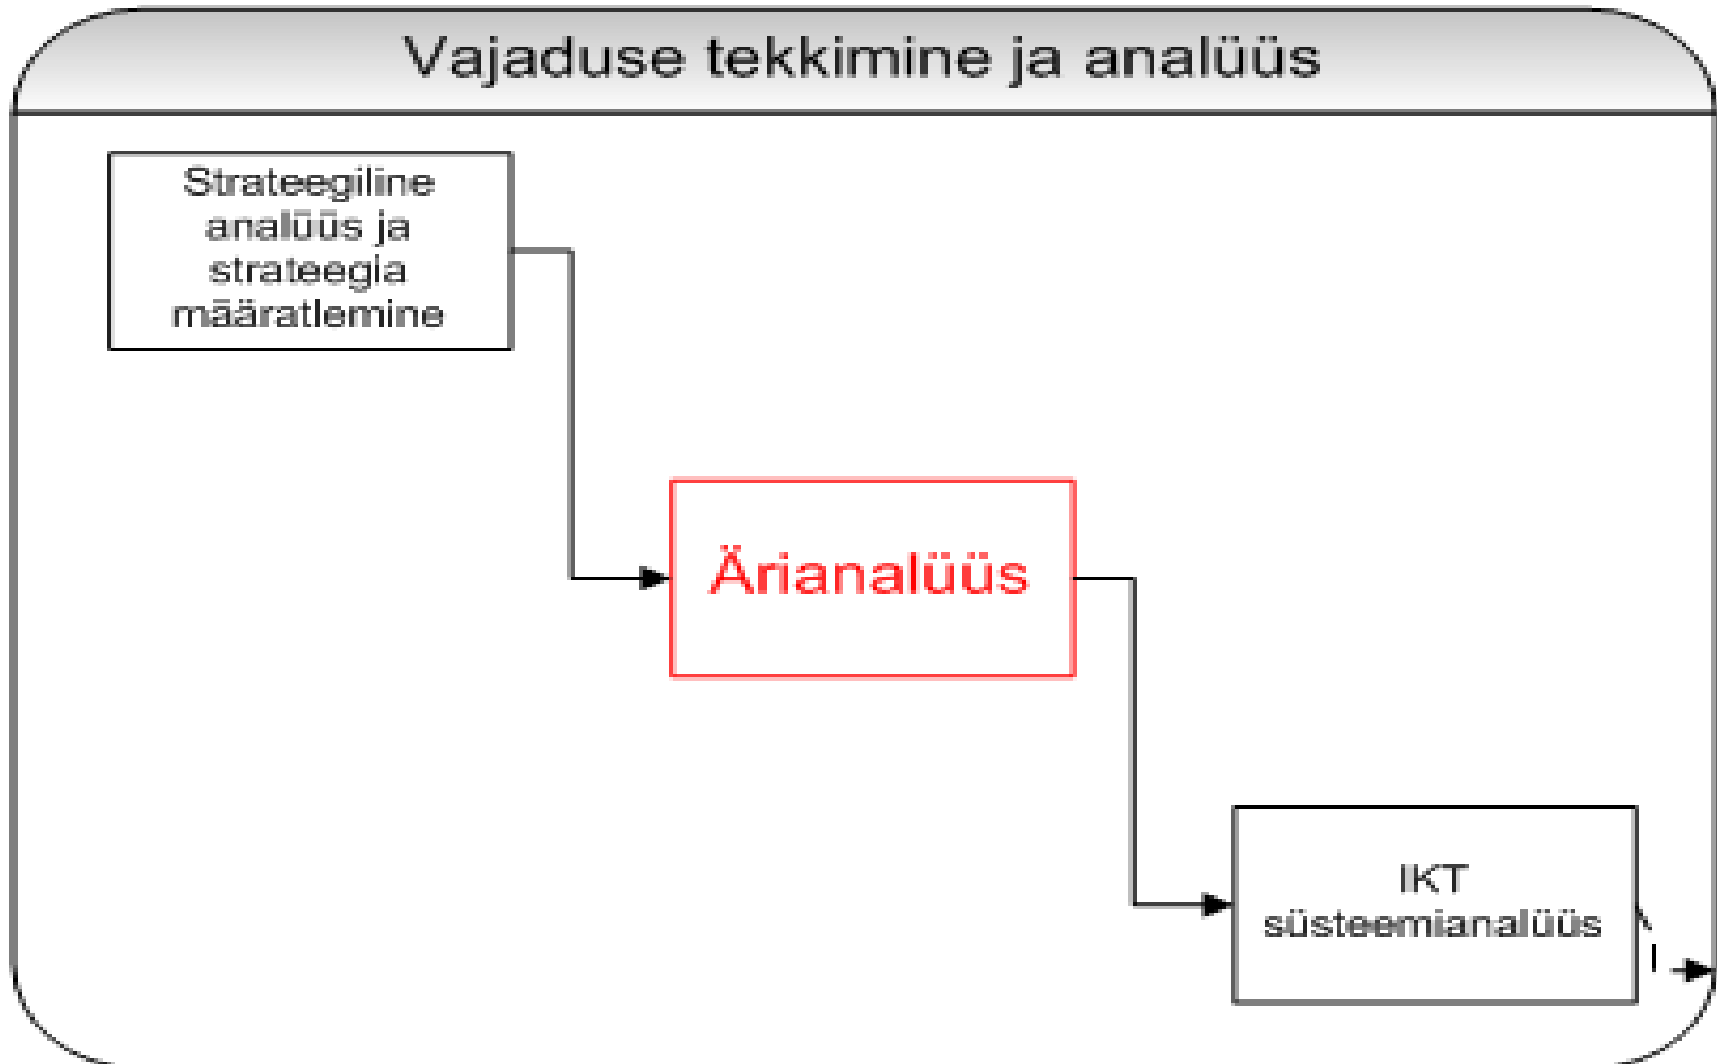 Vajaduse tekkimine ja analüüs
Strateegiline
analüüs ja
strateegia
määratlemine
Ärianalüüs
IKT
süsteemianalüüs